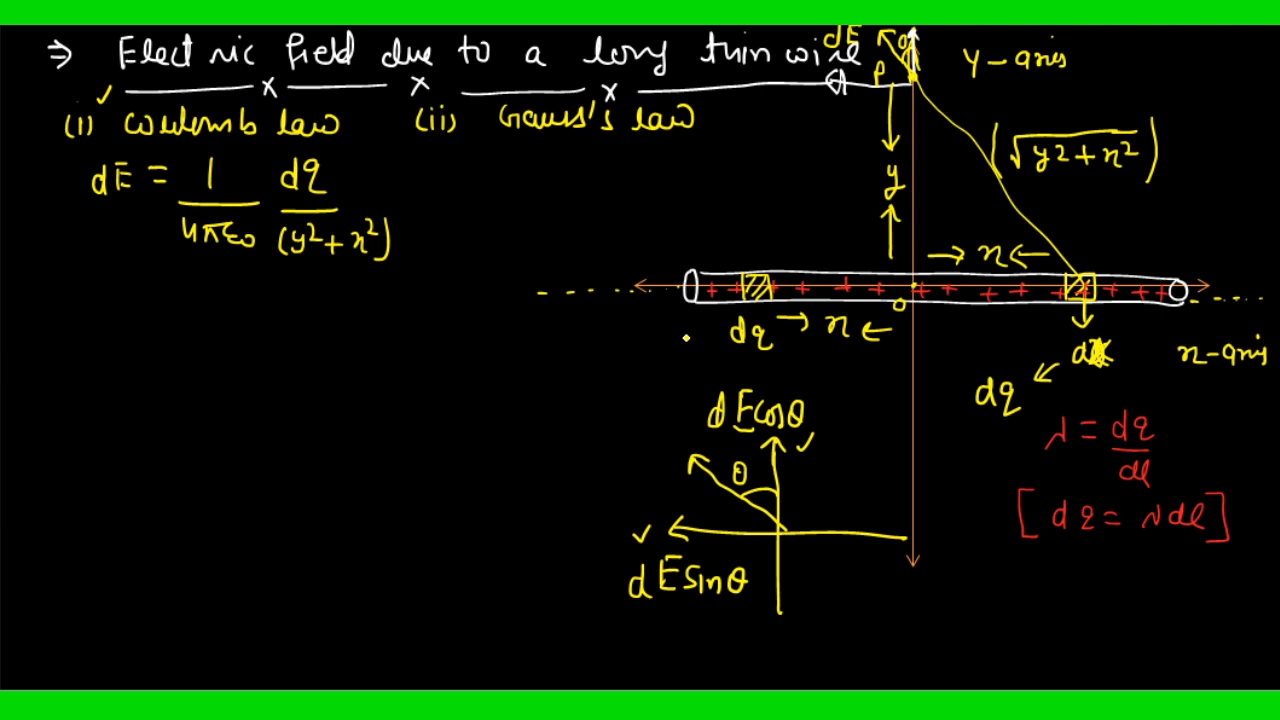 ⇒ Electric field due to a long thin wire
(i) coulomb law (ii) Gauss's law
dE = 1/4πε0 dq/(y²+x²)
dE θ
P
y-axis
(√y²+x²)
y
→ x ←
+ + + + + + + + + + + + +
O
dq → x ←
x-axis
dq
dE cosθ
θ
dE sinθ
λ = dq/dl
[dq = λdl]